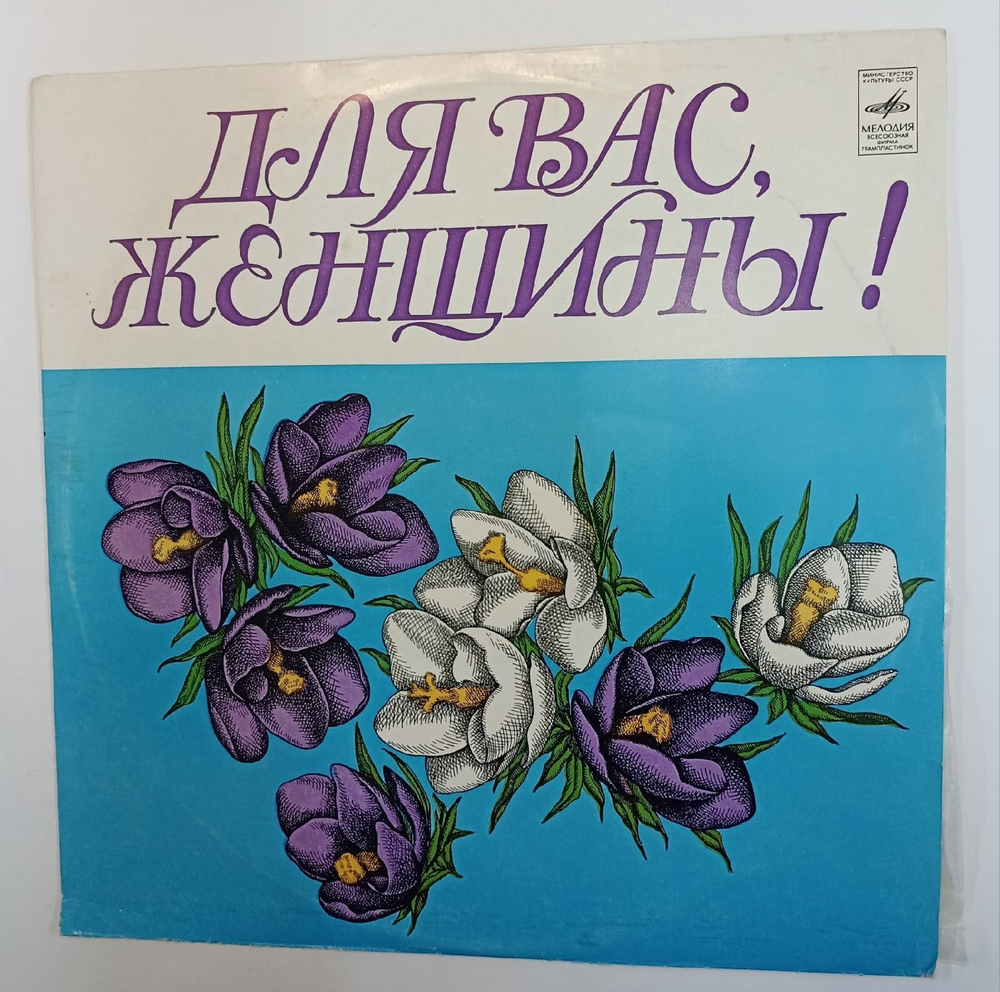 ДЛЯ ВАС,
ЖЕНЩИНЫ!
МИНИСТЕРСТВО
КУЛЬТУРЫ СССР
МЕЛОДИЯ
ВСЕСОЮЗНАЯ
ФИРМА
ГРАМПЛАСТИНОК